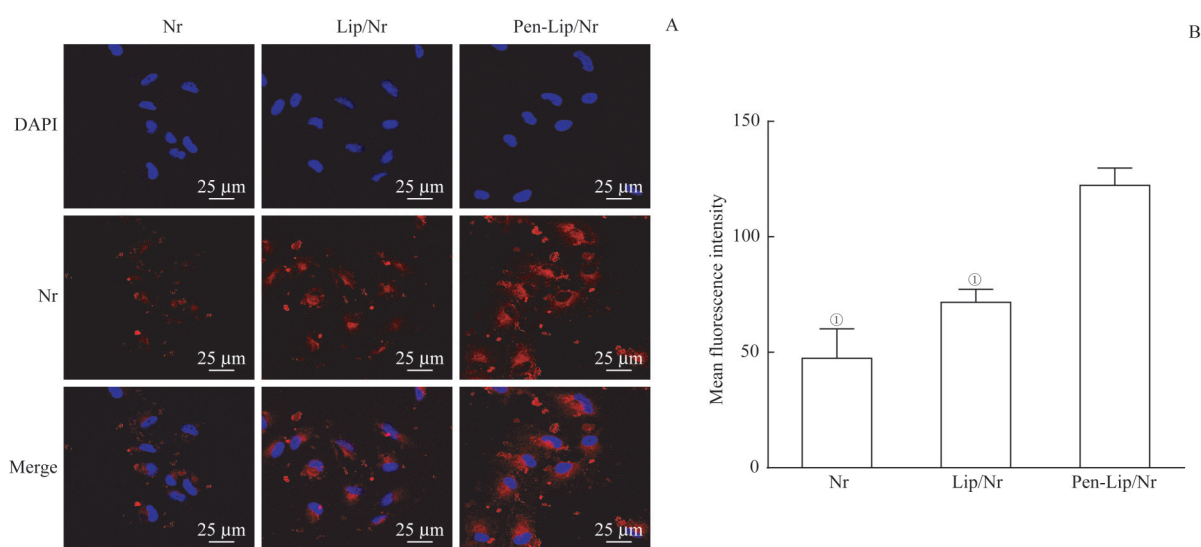 Nr Lip/Nr Pen-Lip/Nr A
DAPI
25 µm 25 µm 25 µm
Nr
25 µm 25 µm 25 µm
Merge
25 µm 25 µm 25 µm
B
Mean fluorescence intensity
150
100
50
0
①
①
Nr Lip/Nr Pen-Lip/Nr